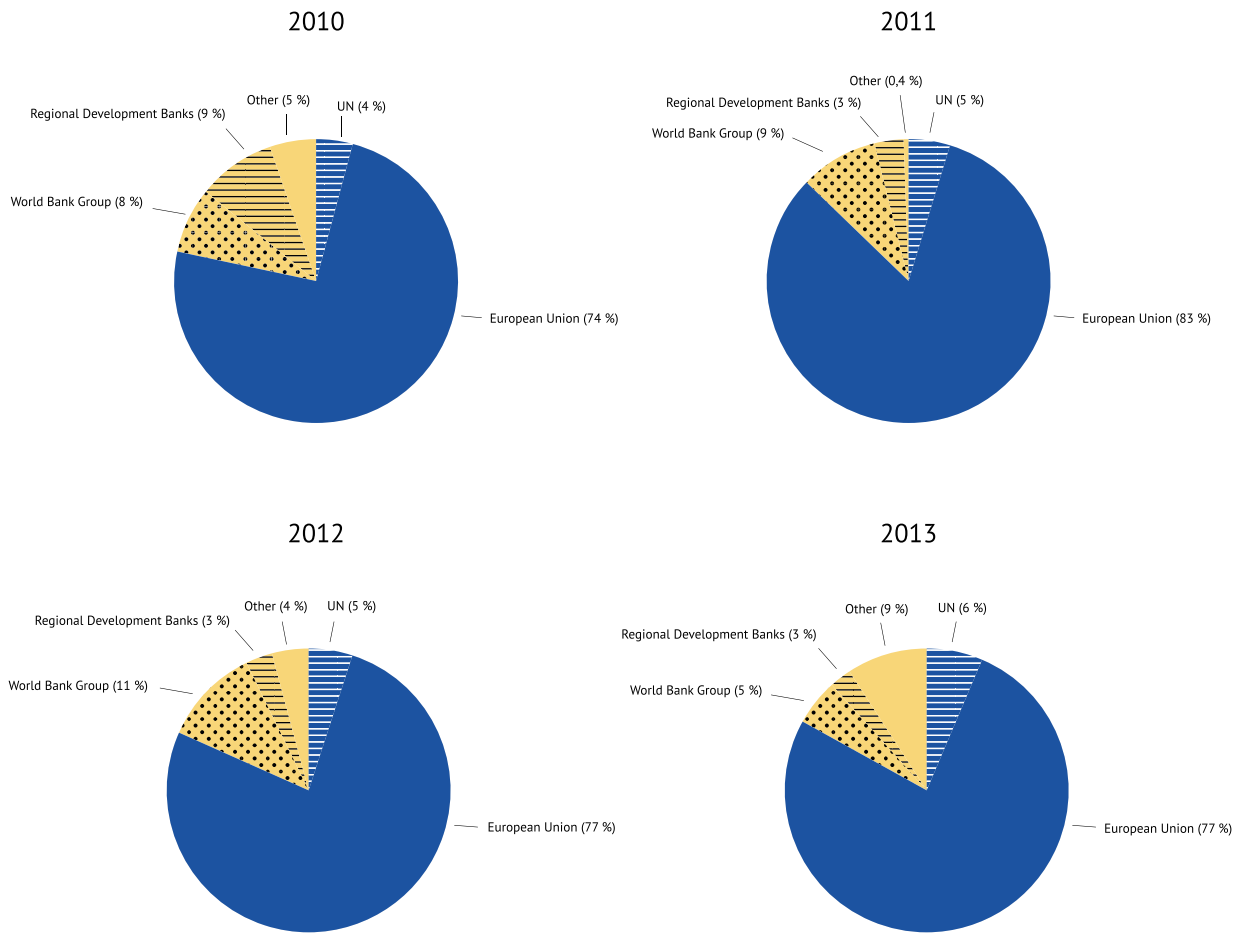 2010
Other (5 %)
UN (4 %)
Regional Development Banks (9 %)
World Bank Group (8 %)
European Union (74 %)
2011
Other (0,4 %)
UN (5 %)
Regional Development Banks (3 %)
World Bank Group (9 %)
European Union (83 %)
2012
Other (4 %)
UN (5 %)
Regional Development Banks (3 %)
World Bank Group (11 %)
European Union (77 %)
2013
Other (9 %)
UN (6 %)
Regional Development Banks (3 %)
World Bank Group (5 %)
European Union (77 %)